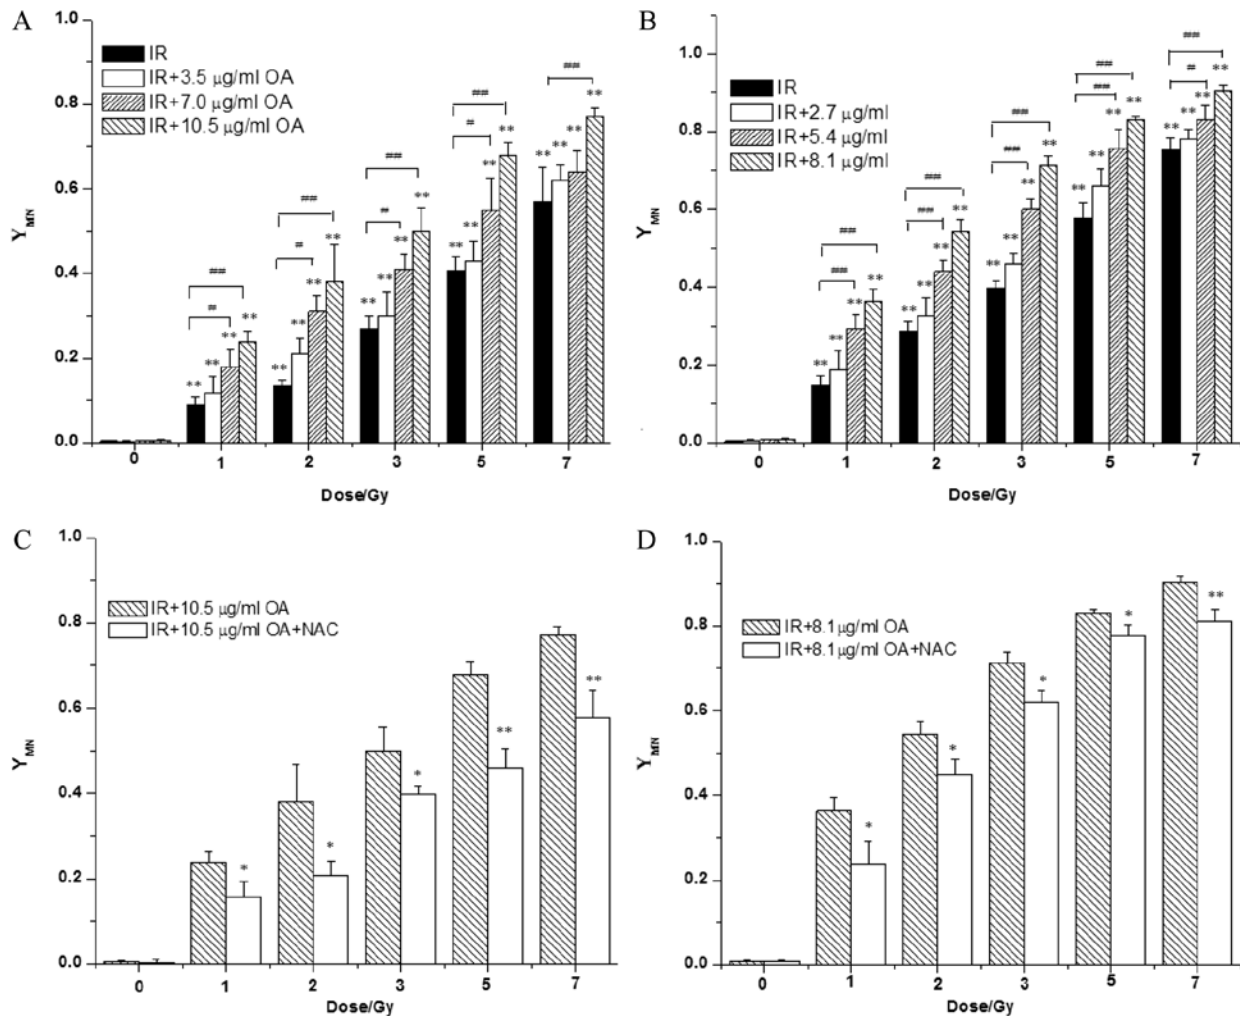 A
1.0
0.8
0.6
0.4
0.2
0.0
Y_MN
IR
IR+3.5 µg/ml OA
IR+7.0 µg/ml OA
IR+10.5 µg/ml OA
** ** ** **
# ##
** ** ** **
# ##
** ** ** **
# ##
** ** ** **
# ##
** ** ** **
##
0 1 2 3 5 7
Dose/Gy
B
1.0
0.8
0.6
0.4
0.2
0.0
Y_MN
IR
IR+2.7 µg/ml
IR+5.4 µg/ml
IR+8.1 µg/ml
** ** ** **
## ##
** ** ** **
## ##
** ** ** **
## ##
** ** ** **
## ##
** ** ** **
# ##
0 1 2 3 5 7
Dose/Gy
C
1.0
0.8
0.6
0.4
0.2
0.0
Y_MN
IR+10.5 µg/ml OA
IR+10.5 µg/ml OA+NAC
* * * ** **
0 1 2 3 5 7
Dose/Gy
D
1.0
0.8
0.6
0.4
0.2
0.0
Y_MN
IR+8.1µg/ml OA
IR+8.1µg/ml OA+NAC
* * * * **
0 1 2 3 5 7
Dose/Gy